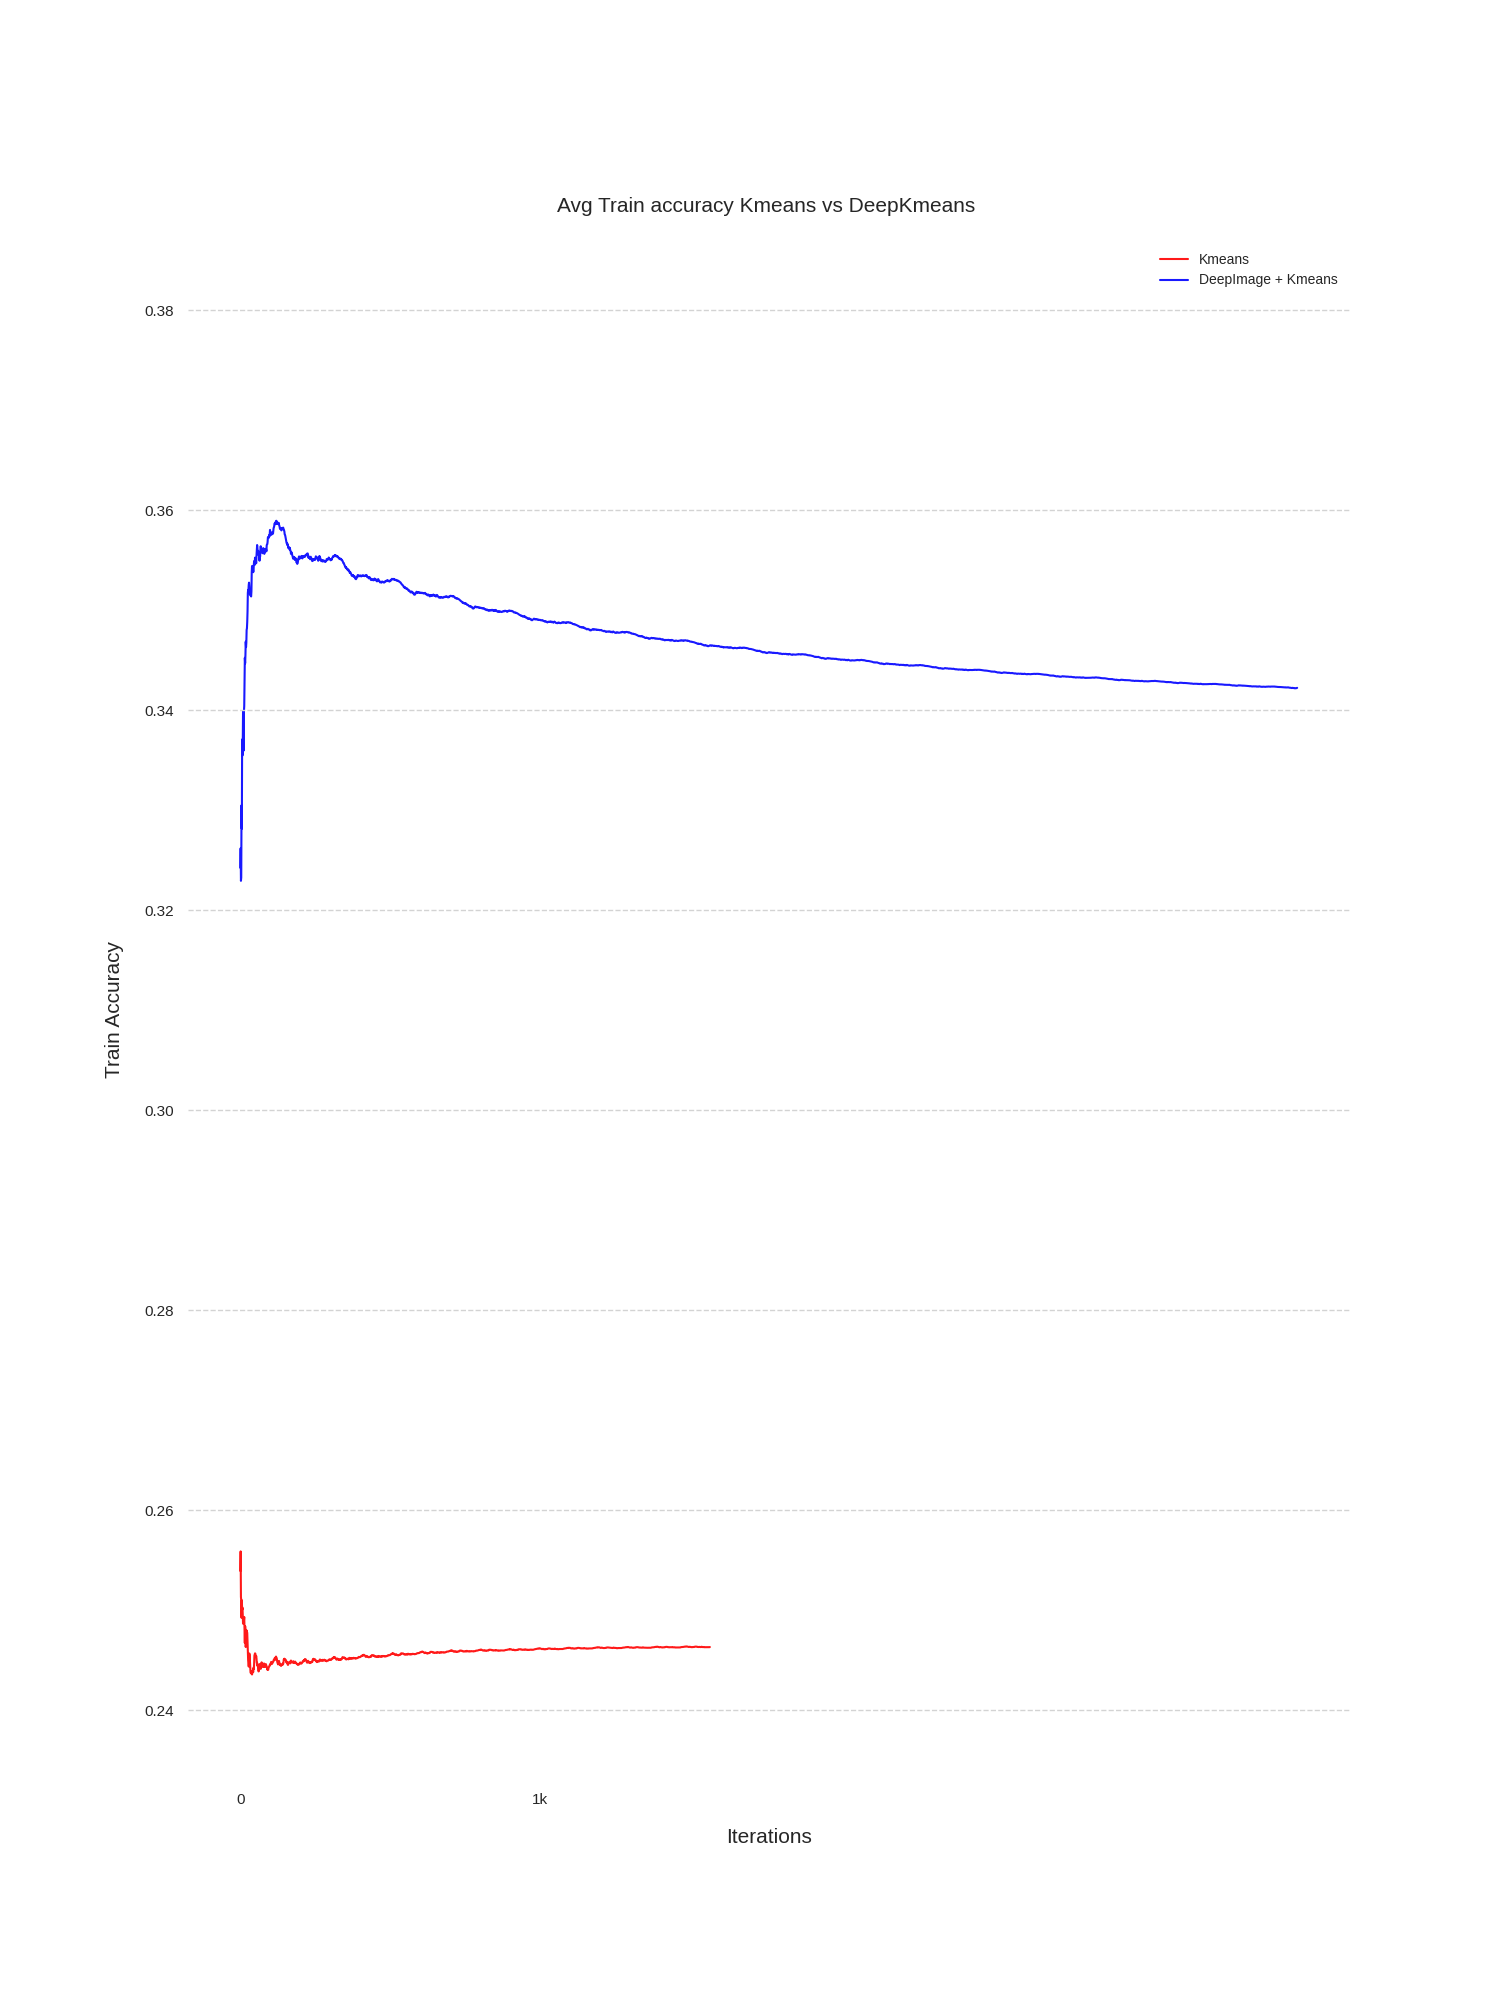 Avg Train accuracy Kmeans vs DeepKmeans
Kmeans
DeepImage + Kmeans
0.38
0.36
0.34
0.32
0.30
0.28
0.26
0.24
Train Accuracy
0 1k
Iterations